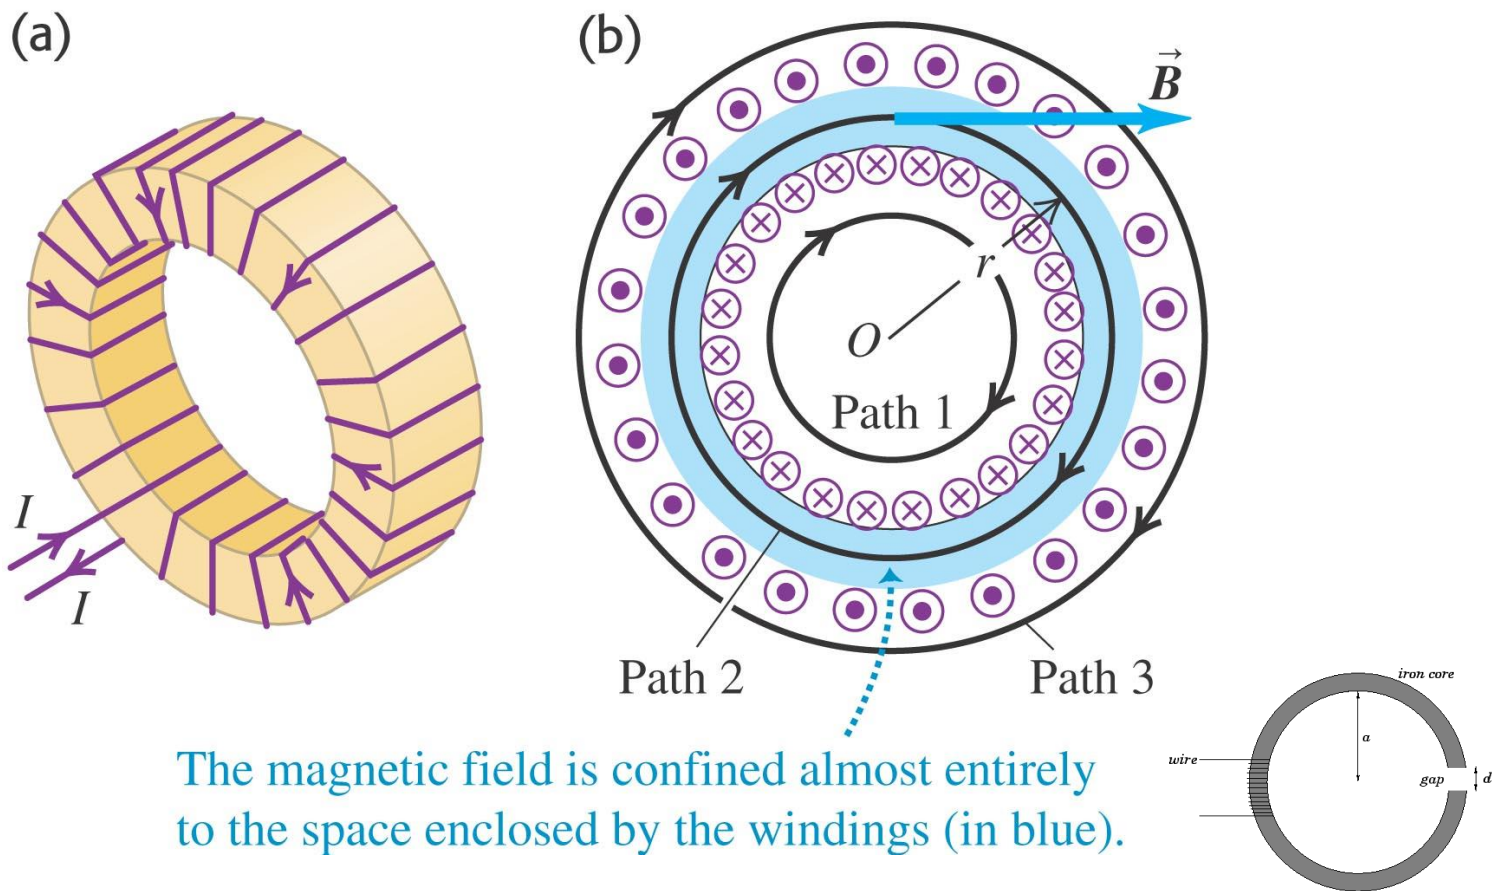 (a)
I
I
(b)
B
r
O
Path 1
Path 2
Path 3
The magnetic field is confined almost entirely
to the space enclosed by the windings (in blue).
iron core
a
wire
gap
d